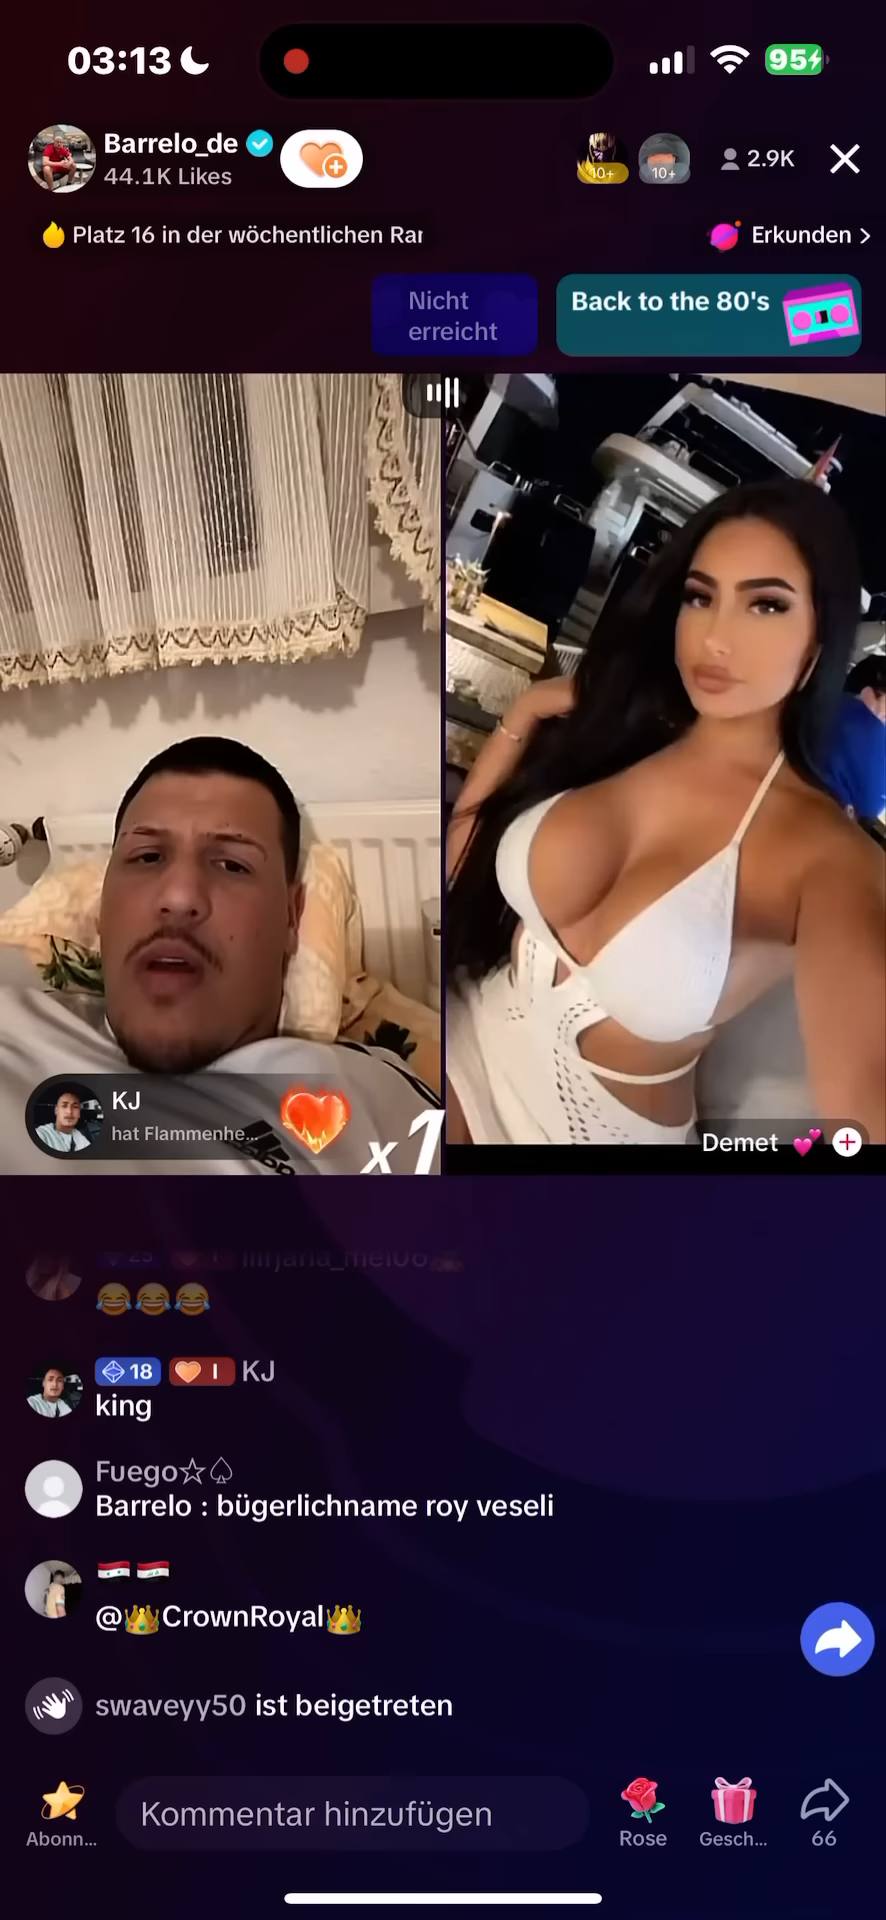 03:13
95
Barrelo_de
44.1K Likes
10+
10+
2.9K
Platz 16 in der wöchentlichen Ran
Erkunden >
Nicht
erreicht
Back to the 80's
KJ
hat Flammenhe...
x1
Demet 💕
😂😂😂
18 I KJ
king
Fuego☆♤
Barrelo : bügerlichname roy veseli
@👑CrownRoyal👑
swaveyy50 ist beigetreten
Kommentar hinzufügen
Abonn...
Rose
Gesch...
66